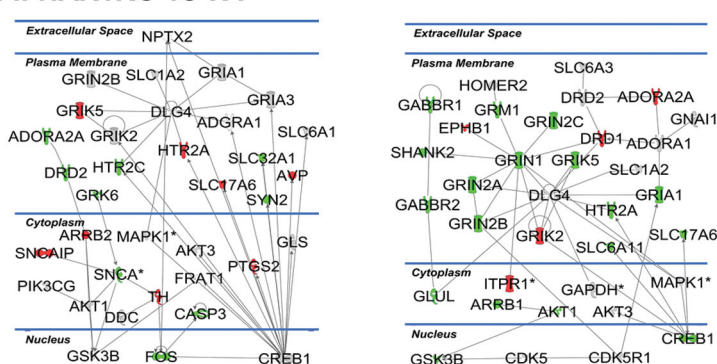 Extracellular Space
NPTX2
Plasma Membrane
GRIN2B SLC1A2 GRIA1
GRIK5 DLG4 GRIA3
ADORA2A GRIK2 ADGRA1
SLC6A1
HTR2A
DRD2 HTR2C SLC32A1
SLC17A6 AVP
GRK6 SYN2
Cytoplasm
ARRB2 MAPK1* GLS
SNCAIP AKT3
SNCA* PTGS2
PIK3CG FRAT1
AKT1 TH
DDC CASP3
Nucleus
GSK3B FOS CREB1
Extracellular Space
Plasma Membrane
SLC6A3
HOMER2
GABBR1 GRM1 DRD2 ADORA2A
EPHB1 GRIN2C GNAI1
DRD1 ADORA1
SHANK2 GRIN1 GRIK5
SLC1A2
GRIN2A DLG4 GRIA1
GABBR2 HTR2A
GRIN2B
GRIK2 SLC17A6
SLC6A11
Cytoplasm
ITPR1* MAPK1*
GLUL GAPDH*
ARRB1 AKT1 AKT3
Nucleus
CREB1
GSK3B CDK5 CDK5R1